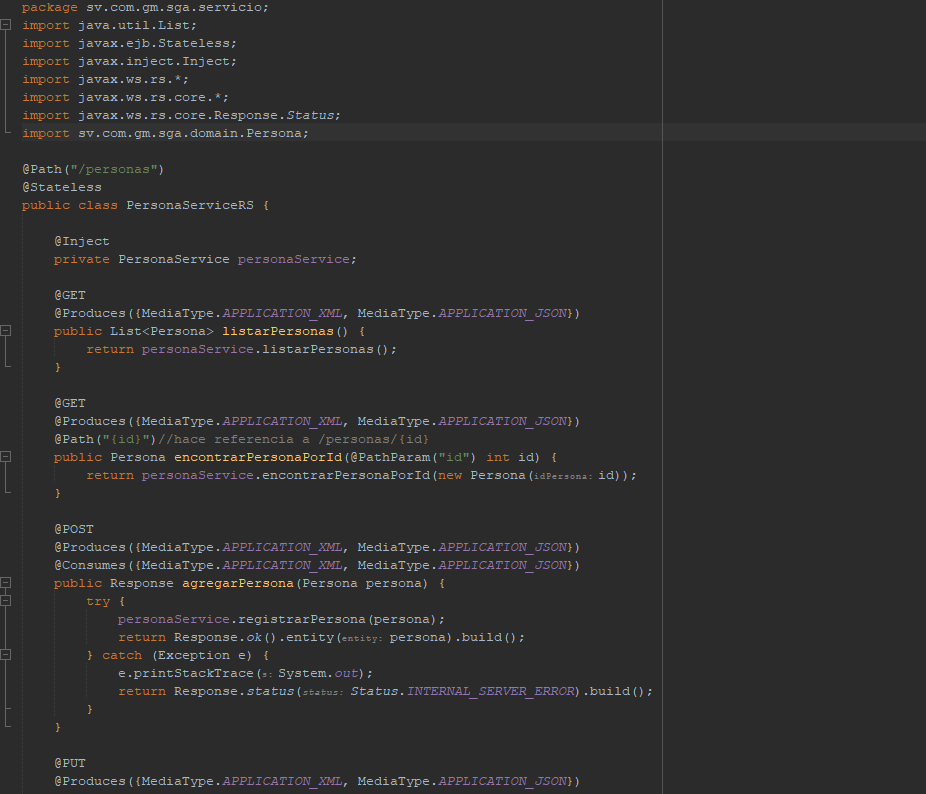 package sv.com.gm.sga.servicio;
import java.util.List;
import javax.ejb.Stateless;
import javax.inject.Inject;
import javax.ws.rs.*;
import javax.ws.rs.core.*;
import javax.ws.rs.core.Response.Status;
import sv.com.gm.sga.domain.Persona;

@Path("/personas")
@Stateless
public class PersonaServiceRS {

    @Inject
    private PersonaService personaService;

    @GET
    @Produces({MediaType.APPLICATION_XML, MediaType.APPLICATION_JSON})
    public List<Persona> listarPersonas() {
        return personaService.listarPersonas();
    }

    @GET
    @Produces({MediaType.APPLICATION_XML, MediaType.APPLICATION_JSON})
    @Path("{id}")//hace referencia a /personas/{id}
    public Persona encontrarPersonaPorId(@PathParam("id") int id) {
        return personaService.encontrarPersonaPorId(new Persona(idPersona: id));
    }

    @POST
    @Produces({MediaType.APPLICATION_XML, MediaType.APPLICATION_JSON})
    @Consumes({MediaType.APPLICATION_XML, MediaType.APPLICATION_JSON})
    public Response agregarPersona(Persona persona) {
        try {
            personaService.registrarPersona(persona);
            return Response.ok().entity(entity: persona).build();
        } catch (Exception e) {
            e.printStackTrace(s: System.out);
            return Response.status(status: Status.INTERNAL_SERVER_ERROR).build();
        }
    }

    @PUT
    @Produces({MediaType.APPLICATION_XML, MediaType.APPLICATION_JSON})